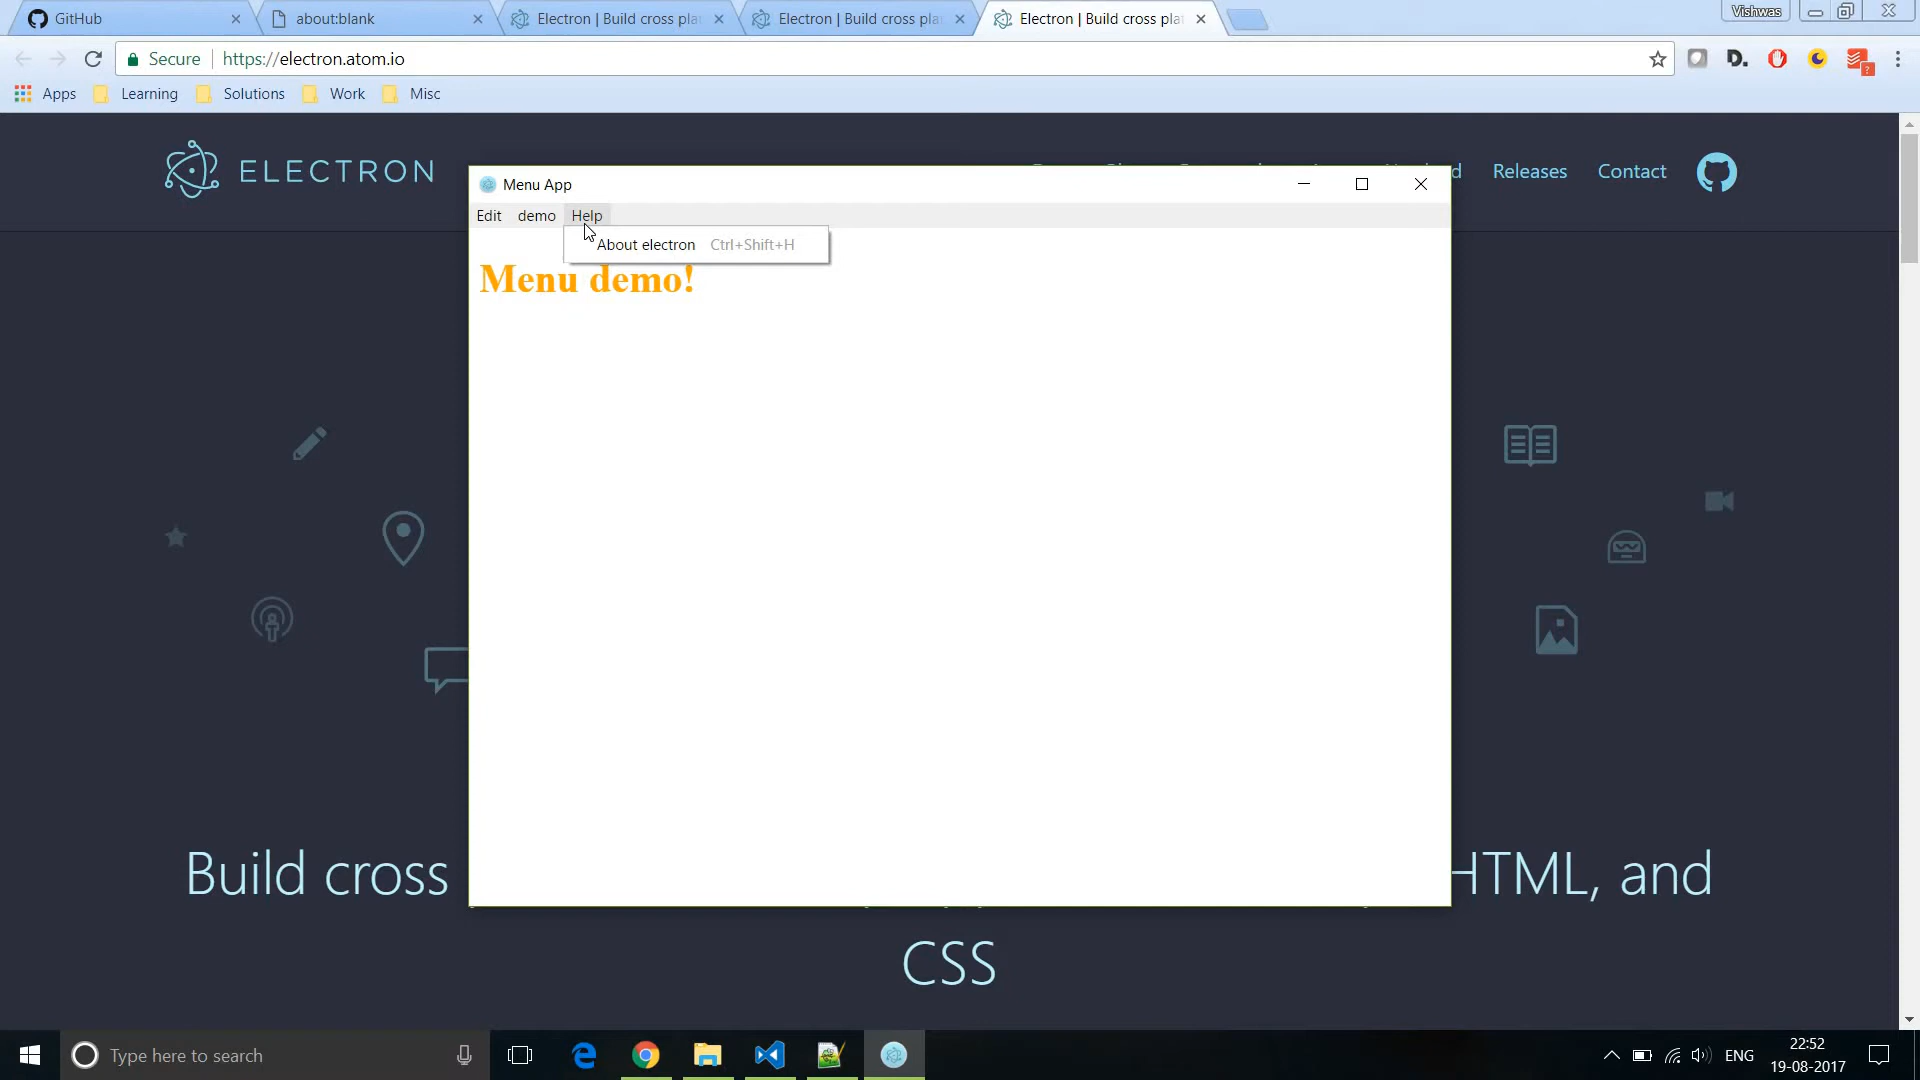 GitHub
about:blank
Electron | Build cross pla
Electron | Build cross pla
Electron | Build cross pla
Vishwas
Secure
https://electron.atom.io
Apps
Learning
Solutions
Work
Misc
ELECTRON
Releases
Contact
Menu App
Edit demo Help
About electron Ctrl+Shift+H
Menu demo!
Build cross HTML, and
CSS
Type here to search
ENG
22:52
19-08-2017